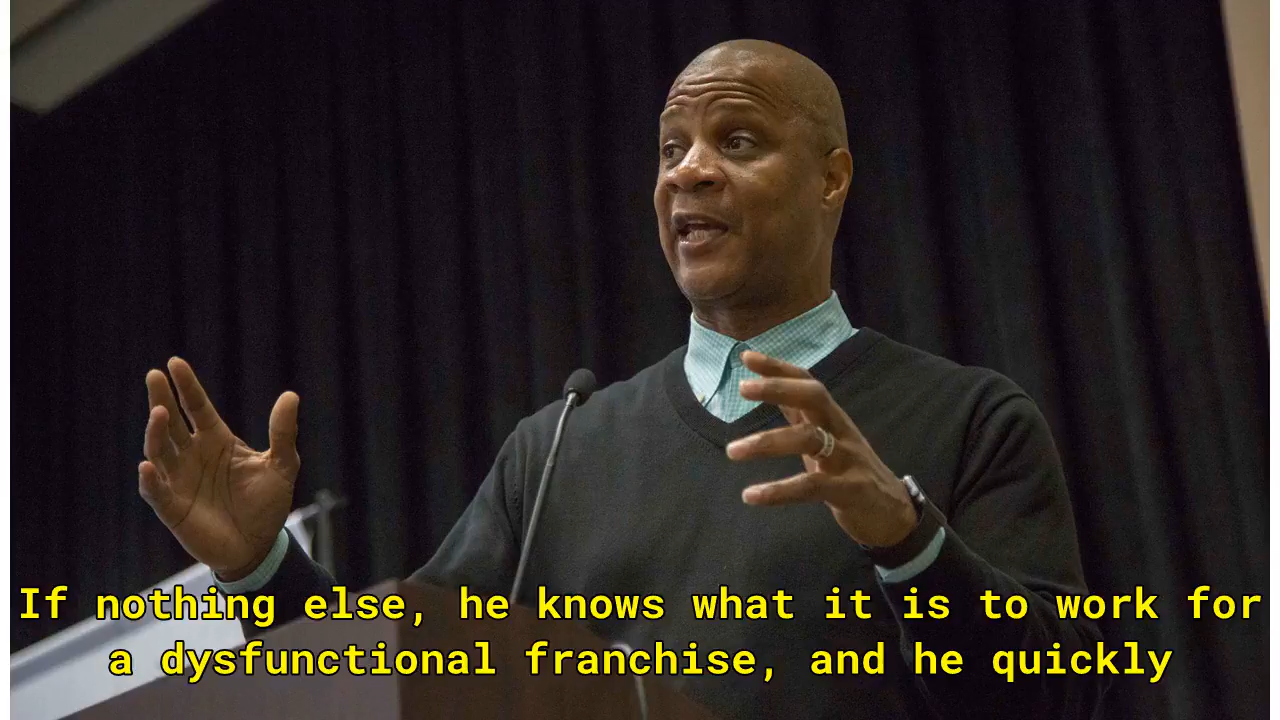 If nothing else, he knows what it is to work for
a dysfunctional franchise, and he quickly